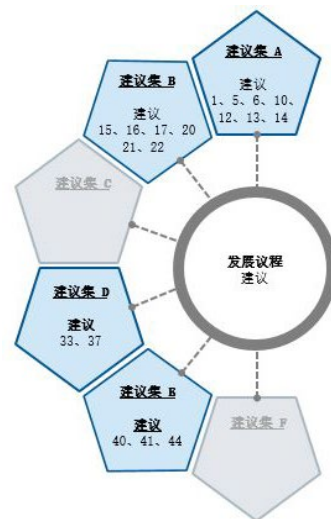 建议集 A
建议
1、5、6、10、
12、13、14
建议集 B
建议
15、16、17、20
21、22
建议集 C
发展议程
建议
建议集 D
建议
33、37
建议集 E
建议
40、41、44
建议集 F